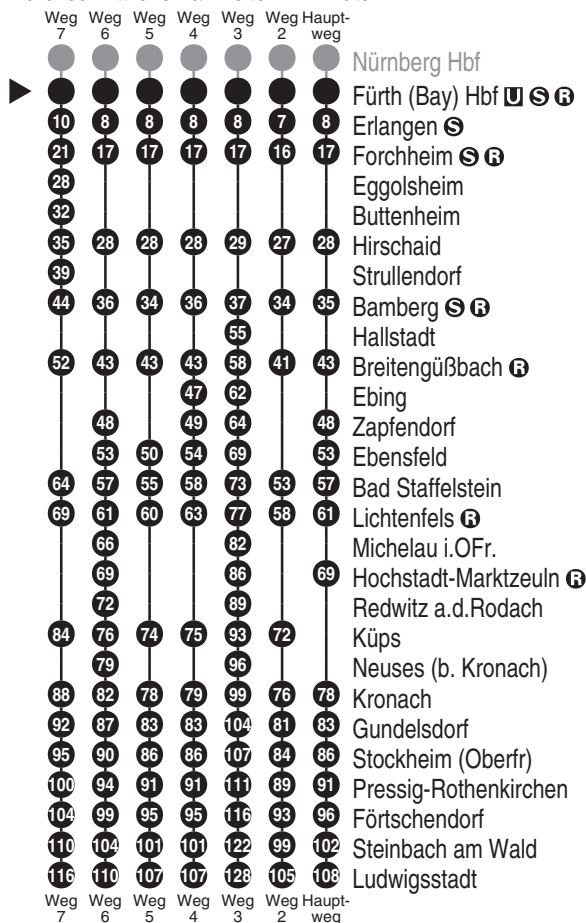 Weg 7 Weg 6 Weg 5 Weg 4 Weg 3 Weg 2 Haupt-weg
Nürnberg Hbf
Fürth (Bay) Hbf U S R
10 8 8 8 8 7 8 Erlangen S
21 17 17 17 17 16 17 Forchheim S R
28 Eggolsheim
32 Buttenheim
35 28 28 28 29 27 28 Hirschaid
39 Strullendorf
44 36 34 36 37 34 35 Bamberg S R
55 Hallstadt
52 43 43 43 58 41 43 Breitengüßbach R
47 62 Ebing
48 49 64 48 Zapfendorf
53 50 54 69 53 Ebensfeld
64 57 55 58 73 53 57 Bad Staffelstein
69 61 60 63 77 58 61 Lichtenfels R
66 82 Michelau i.OFr.
69 86 69 Hochstadt-Marktzeuln R
72 89 Redwitz a.d.Rodach
84 76 74 75 93 72 Küps
79 96 Neuses (b. Kronach)
88 82 78 79 99 76 78 Kronach
92 87 83 83 104 81 83 Gundelsdorf
95 90 86 86 107 84 86 Stockheim (Oberfr)
100 94 91 91 111 89 91 Pressig-Rothenkirchen
104 99 95 95 116 93 96 Förtschendorf
110 104 101 101 122 99 102 Steinbach am Wald
116 110 107 107 128 105 108 Ludwigsstadt
Weg 7 Weg 6 Weg 5 Weg 4 Weg 3 Weg 2 Haupt-weg